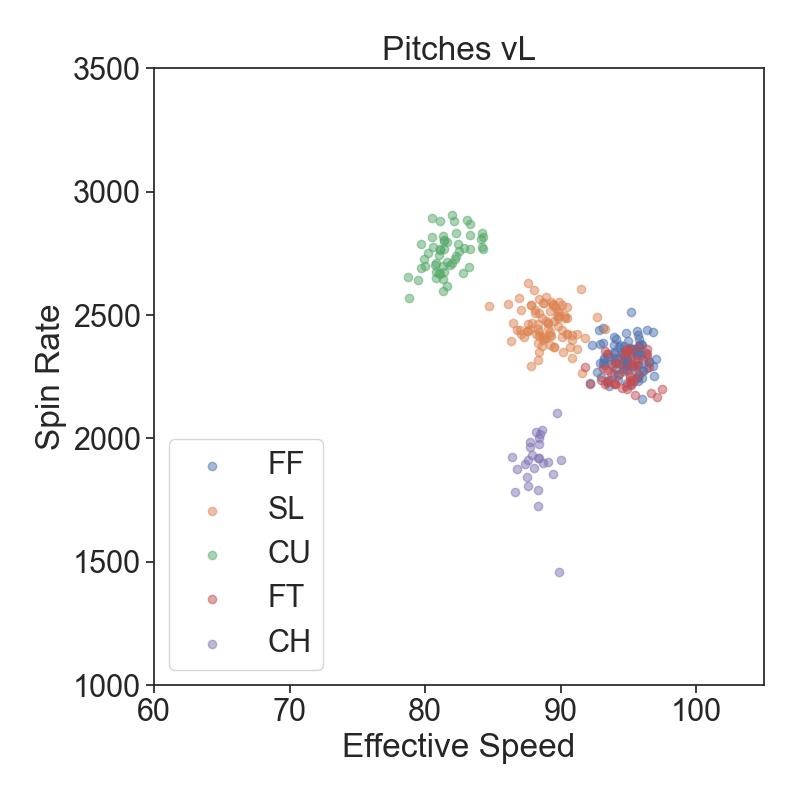 Pitches vL
3500
3000
2500
2000
1500
1000
Spin Rate
FF
SL
CU
FT
CH
60 70 80 90 100
Effective Speed